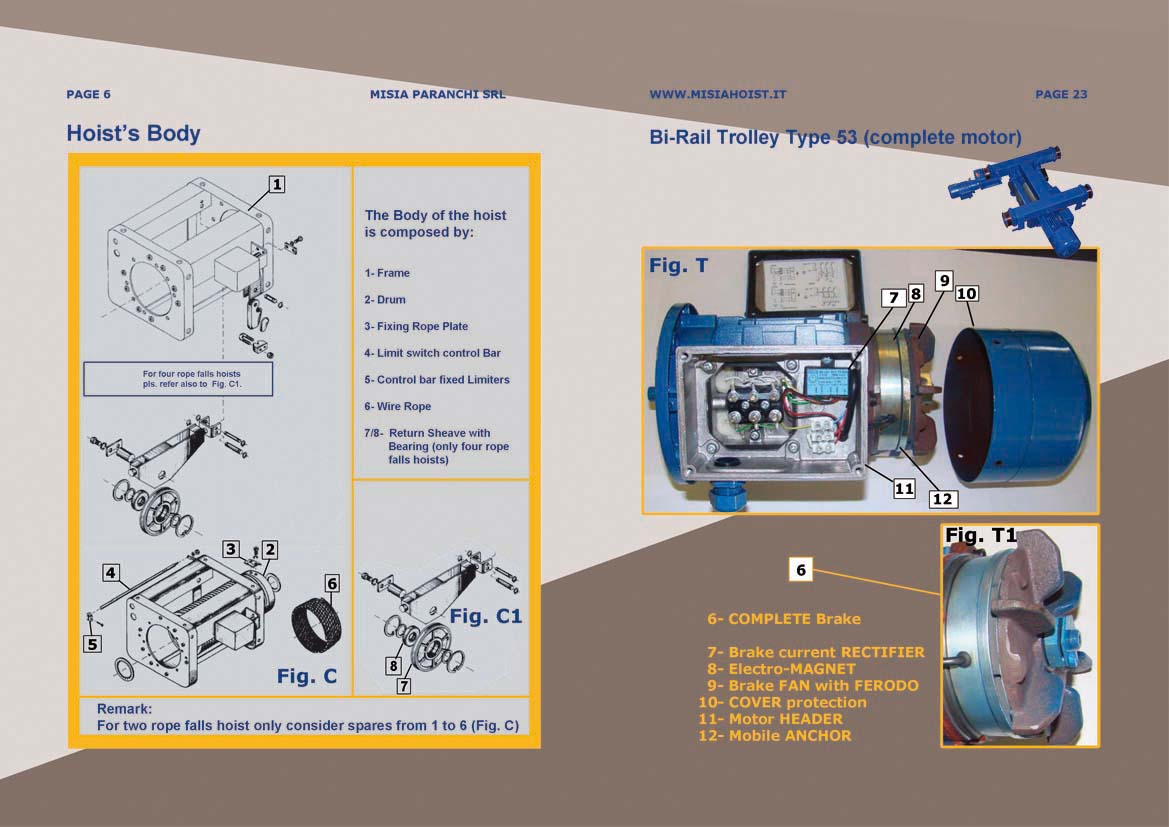 PAGE 6
MISIA PARANCHI SRL
Hoist's Body
1
The Body of the hoist
is composed by:
1- Frame
2- Drum
3- Fixing Rope Plate
4- Limit switch control Bar
5- Control bar fixed Limiters
6- Wire Rope
7/8- Return Sheave with
Bearing (only four rope
falls hoists)
For four rope falls hoists
pls. refer also to Fig. C1.
3
2
4
6
5
Fig. C
8
7
Fig. C1
Remark:
For two rope falls hoist only consider spares from 1 to 6 (Fig. C)
WWW.MISIAHOIST.IT
PAGE 23
Bi-Rail Trolley Type 53 (complete motor)
Fig. T
7
8
9
10
11
12
Fig. T1
6
6- COMPLETE Brake
7- Brake current RECTIFIER
8- Electro-MAGNET
9- Brake FAN with FERODO
10- COVER protection
11- Motor HEADER
12- Mobile ANCHOR